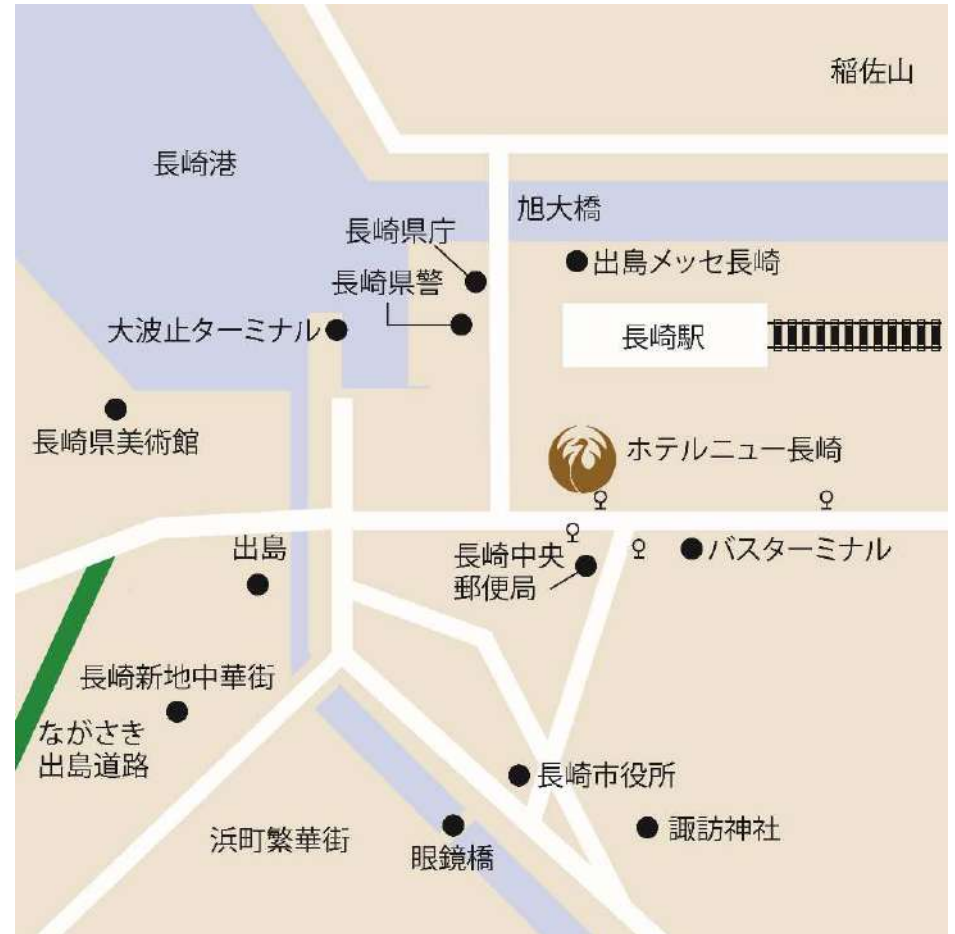 稲佐山
長崎港
旭大橋
長崎県庁
出島メッセ長崎
長崎県警
大波止ターミナル
長崎駅
長崎県美術館
ホテルニュー長崎
出島
長崎中央
郵便局
バスターミナル
長崎新地中華街
ながさき
出島道路
長崎市役所
諏訪神社
浜町繁華街
眼鏡橋